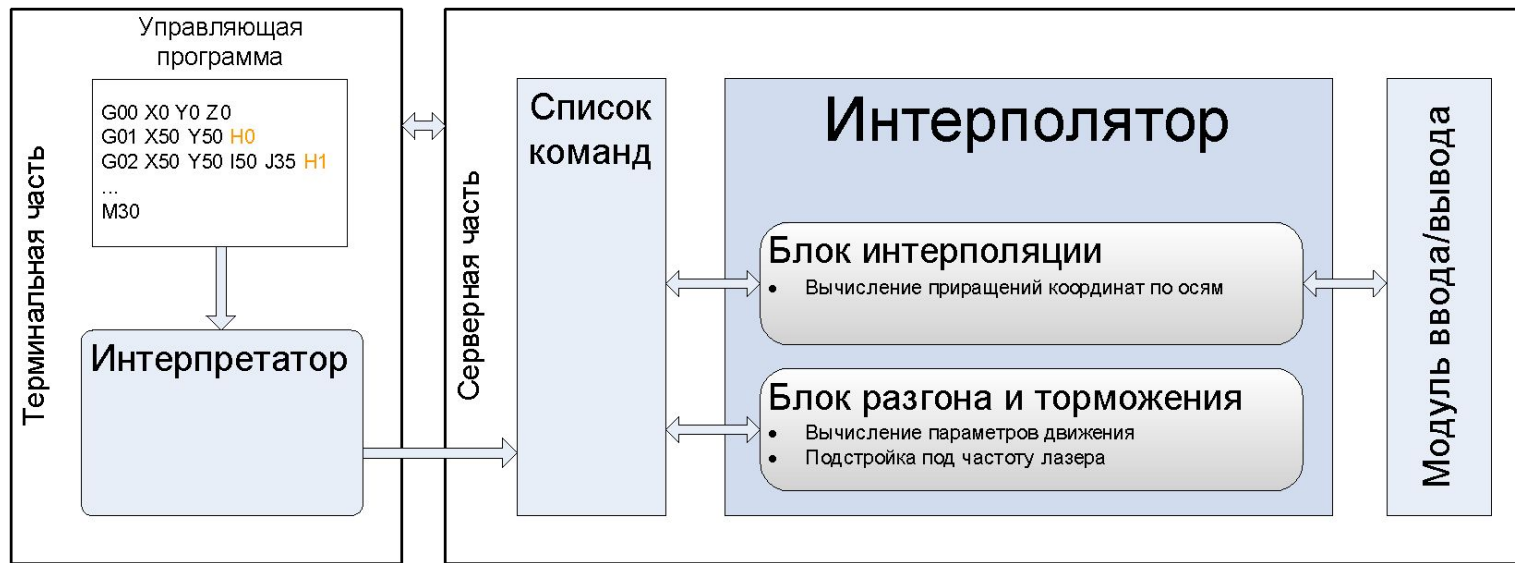 Терминальная часть
Управляющая
программа
G00 X0 Y0 Z0
G01 X50 Y50 H0
G02 X50 Y50 I50 J35 H1
...
M30
Интерпретатор
Серверная часть
Список
команд
Интерполятор
Блок интерполяции
• Вычисление приращений координат по осям
Блок разгона и торможения
• Вычисление параметров движения
• Подстройка под частоту лазера
Модуль ввода/вывода